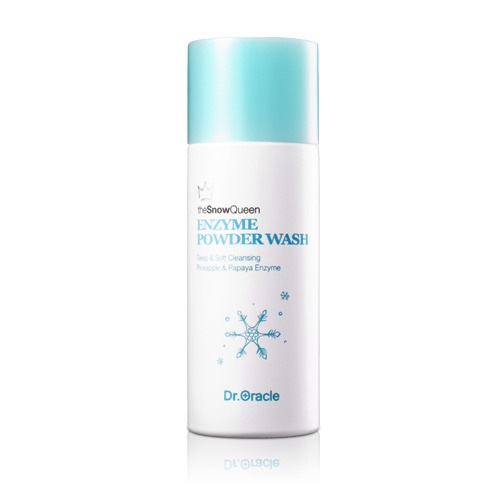 theSnowQueen
ENZYME
POWDER WASH
Deep & Soft Cleansing
Pineapple & Papaya Enzyme
Dr.Oracle